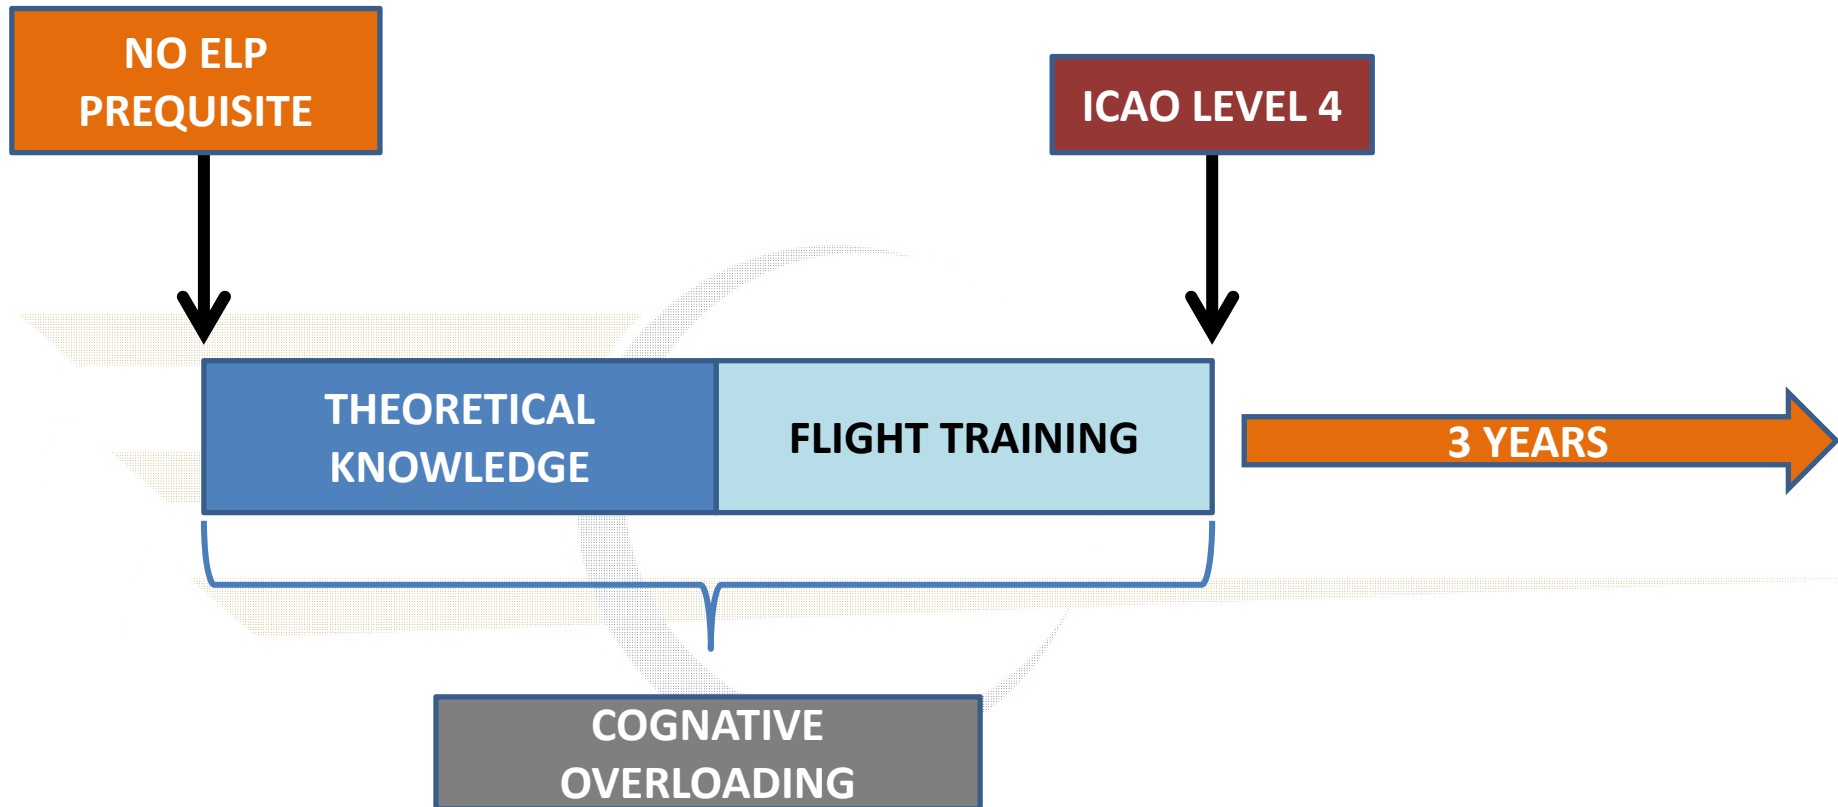 NO ELP
PREQUISITE
ICAO LEVEL 4
THEORETICAL
KNOWLEDGE
FLIGHT TRAINING
3 YEARS
COGNATIVE
OVERLOADING